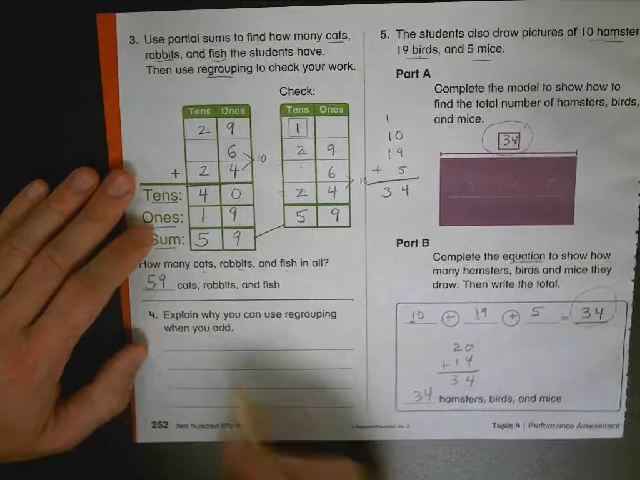 3. Use partial sums to find how many cats,
rabbits, and fish the students have.
Then use regrouping to check your work.
Check:
Tens Ones
2 9
6
+ 2 4 10
Tens: 4 0
Ones: 1 9
Sum: 5 9
Tens Ones
1
2 9
6
2 4
5 9
How many cats, rabbits, and fish in all?
59 cats, rabbits, and fish
4. Explain why you can use regrouping
when you add.
252
5. The students also draw pictures of 10 hamster
19 birds, and 5 mice.
Part A
Complete the model to show how to
find the total number of hamsters, birds,
and mice.
1
10
19
+ 5
34
34
Part B
Complete the equation to show how
many hamsters, birds and mice they
draw. Then write the total.
10 + 19 + 5 = 34
20
+14
34
34 hamsters, birds, and mice
Topic 4 | Performance Assessment